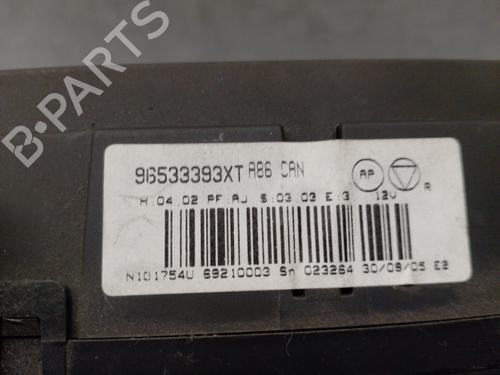 96533393XT A86 CAN
AP
R
H:04.02 PF:AJ S:03.03 E:3 12V
N101754U 69210003 Sn 023264 30/09/05 E2
B-PARTS